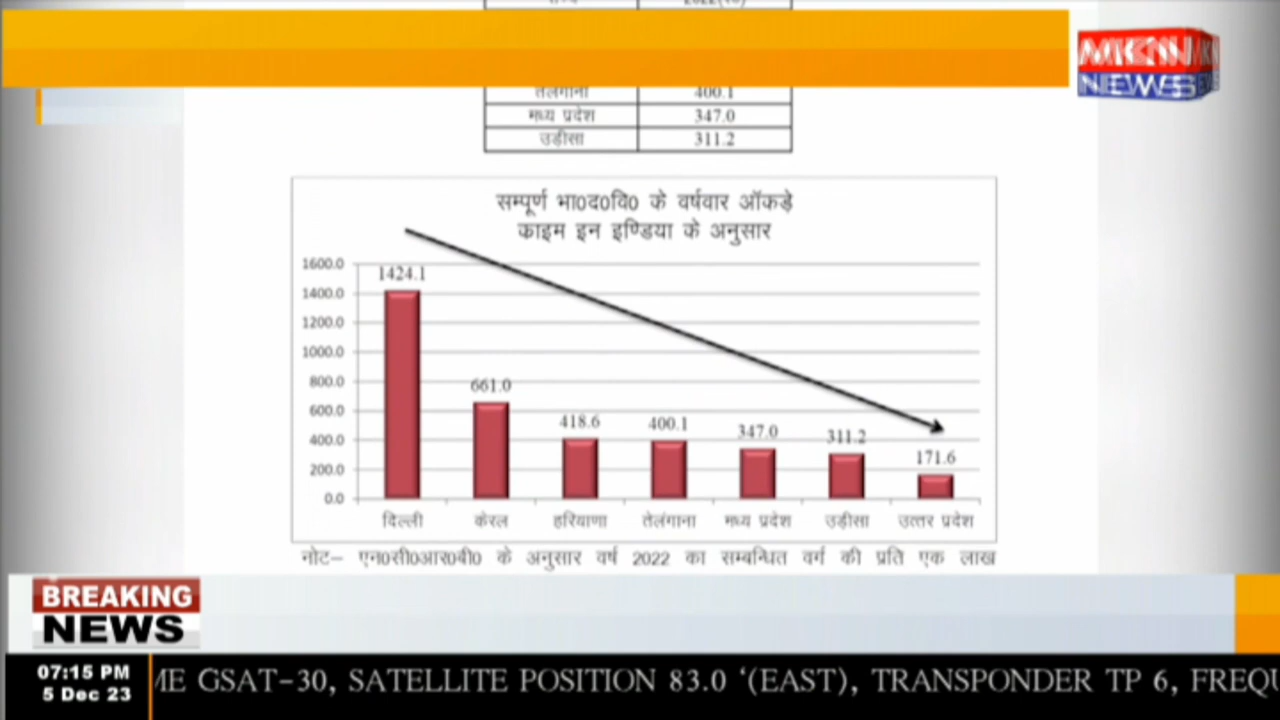 2022(रेट)
MKN
NEWS
तेलंगाना 400.1
मध्य प्रदेश 347.0
उड़ीसा 311.2
सम्पूर्ण भा0द0वि0 के वर्षवार ऑकड़े
काइम इन इण्डिया के अनुसार
1600.0
1400.0
1200.0
1000.0
800.0
600.0
400.0
200.0
0.0
1424.1
661.0
418.6
400.1
347.0
311.2
171.6
दिल्ली केरल हरियाणा तेलंगाना मध्य प्रदेश उड़ीसा उत्तर प्रदेश
नोट– एन0सी0आर0बी0 के अनुसार वर्ष 2022 का सम्बन्धित वर्ग की प्रति एक लाख
BREAKING
NEWS
07:15 PM
5 Dec 23
GSAT-30, SATELLITE POSITION 83.0 ‘(EAST), TRANSPONDER TP 6,